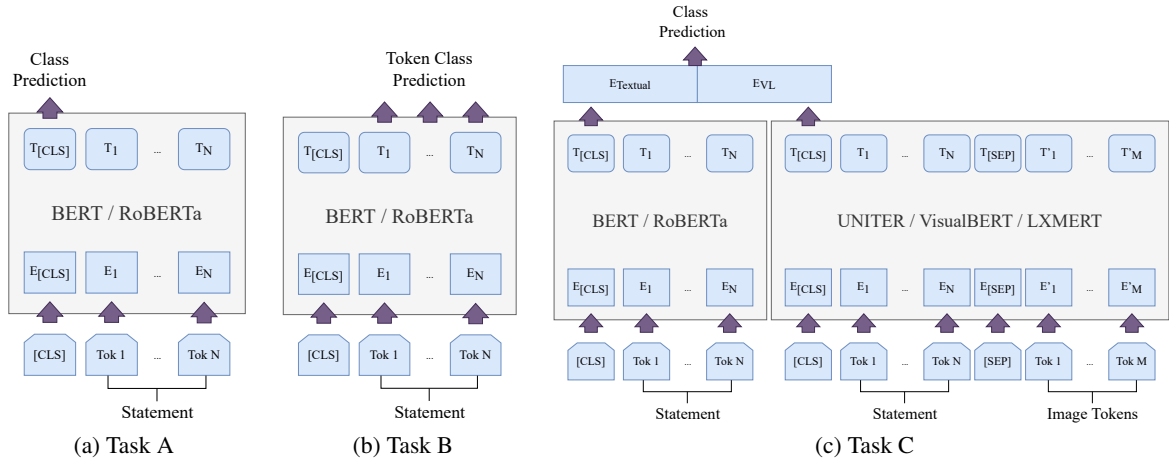 Class
Prediction
T[CLS] T1 ... TN
BERT / RoBERTa
E[CLS] E1 ... EN
[CLS] Tok 1 ... Tok N
Statement
(a) Task A
Token Class
Prediction
T[CLS] T1 ... TN
BERT / RoBERTa
E[CLS] E1 ... EN
[CLS] Tok 1 ... Tok N
Statement
(b) Task B
Class
Prediction
ETextual EVL
T[CLS] T1 ... TN
BERT / RoBERTa
E[CLS] E1 ... EN
[CLS] Tok 1 ... Tok N
Statement
T[CLS] T1 ... TN T[SEP] T'1 ... T'M
UNITER / VisualBERT / LXMERT
E[CLS] E1 ... EN E[SEP] E'1 ... E'M
[CLS] Tok 1 ... Tok N [SEP] Tok 1 ... Tok M
Statement Image Tokens
(c) Task C